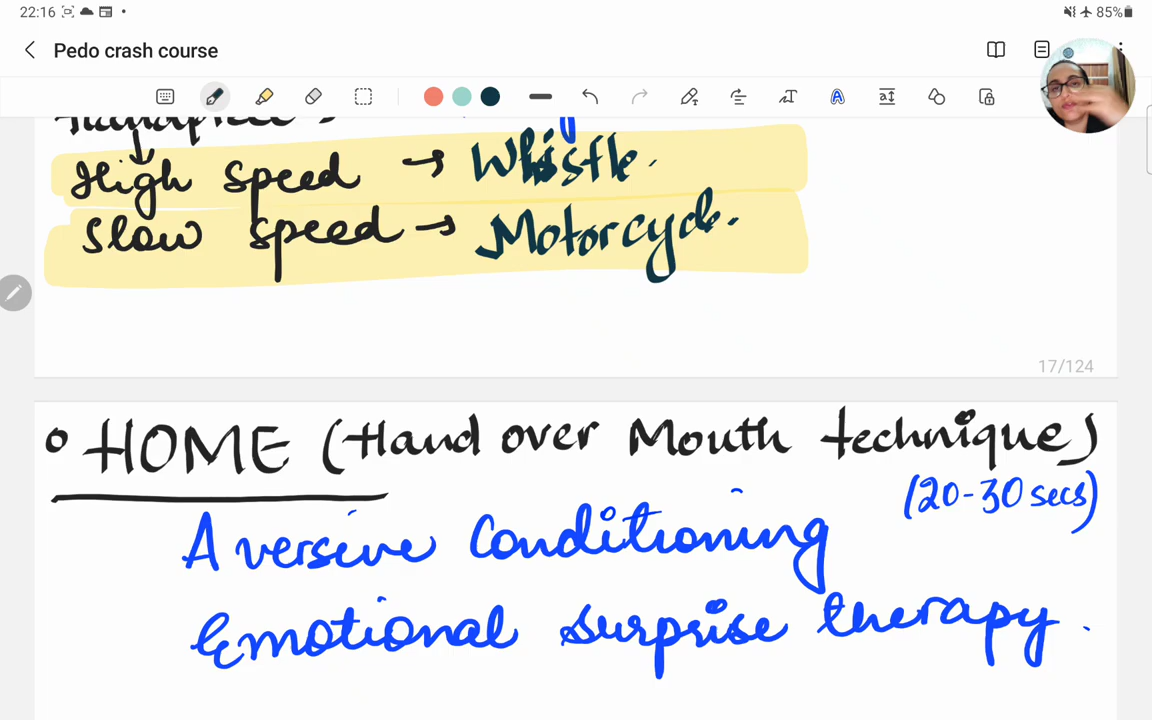 22:16 85%
Pedo crash course
High speed → Whistle.
Slow speed → Motorcycle.
17/124
HOME (Hand over Mouth technique)
(20-30 secs)
Aversive Conditioning
Emotional surprise therapy.